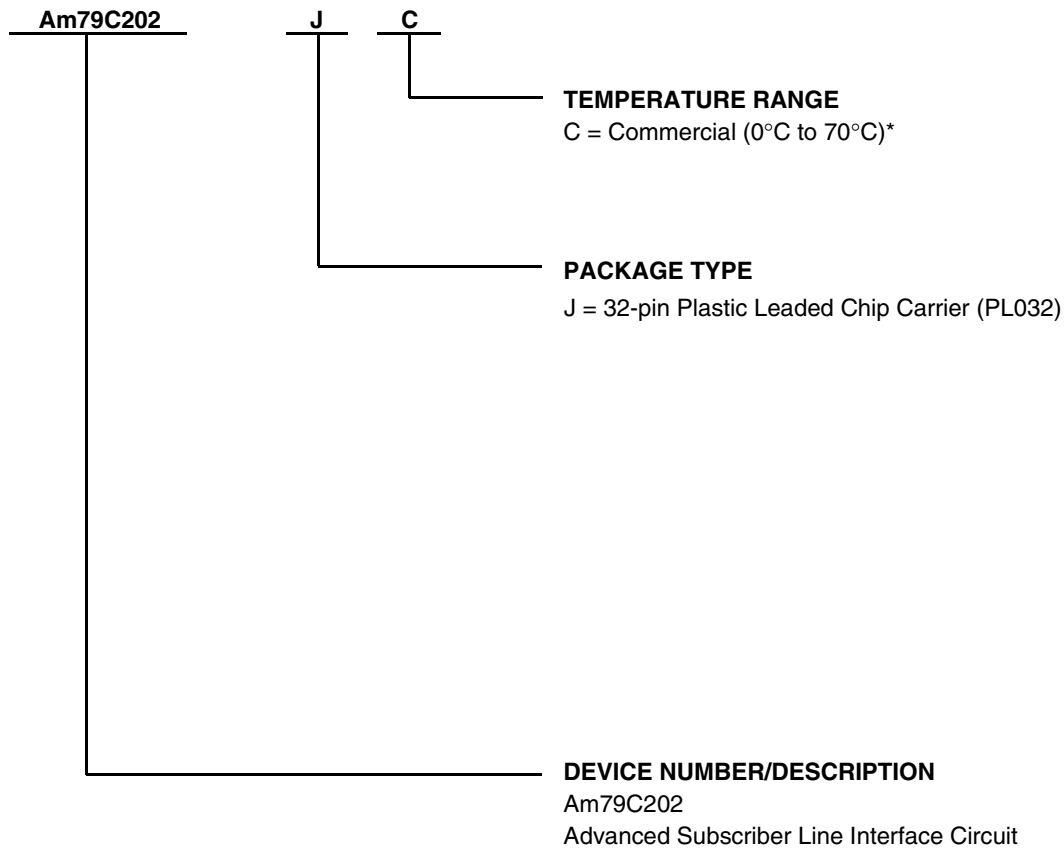 Am79C202 J C
TEMPERATURE RANGE
C = Commercial (0°C to 70°C)*
PACKAGE TYPE
J = 32-pin Plastic Leaded Chip Carrier (PL032)
DEVICE NUMBER/DESCRIPTION
Am79C202
Advanced Subscriber Line Interface Circuit